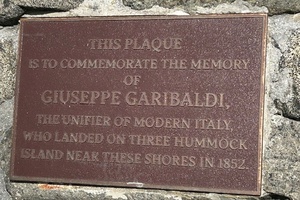 THIS PLAQUE
IS TO COMMEMORATE THE MEMORY
OF
GIUSEPPE GARIBALDI,
THE UNIFIER OF MODERN ITALY,
WHO LANDED ON THREE HUMMOCK
ISLAND NEAR THESE SHORES IN 1852.